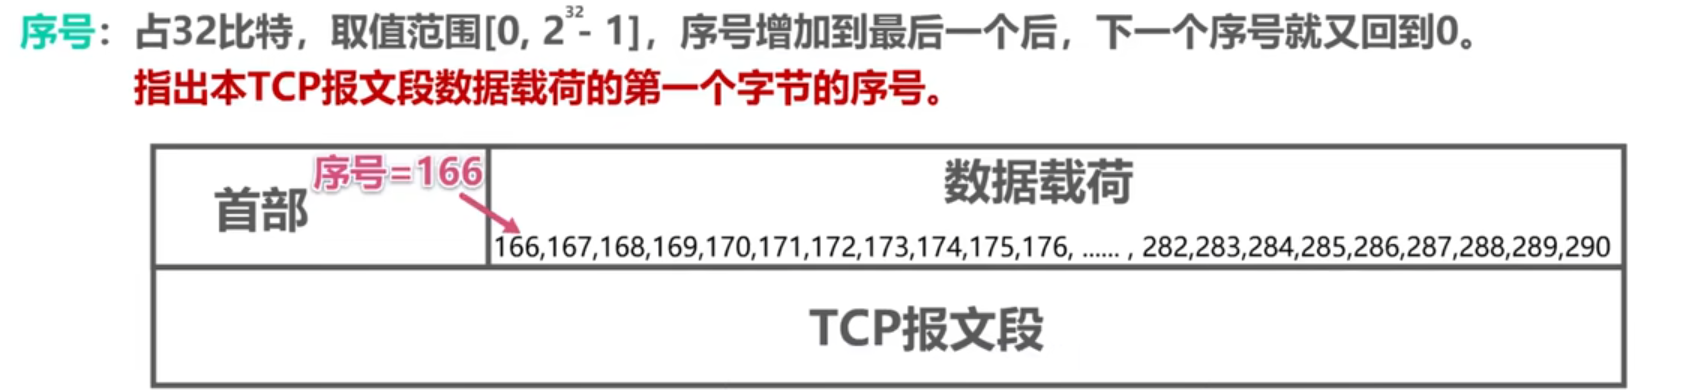 序号：占32比特，取值范围[0, 2^32- 1]，序号增加到最后一个后，下一个序号就又回到0。
指出本TCP报文段数据载荷的第一个字节的序号。
序号=166
首部
数据载荷
166,167,168,169,170,171,172,173,174,175,176, ...... , 282,283,284,285,286,287,288,289,290
TCP报文段